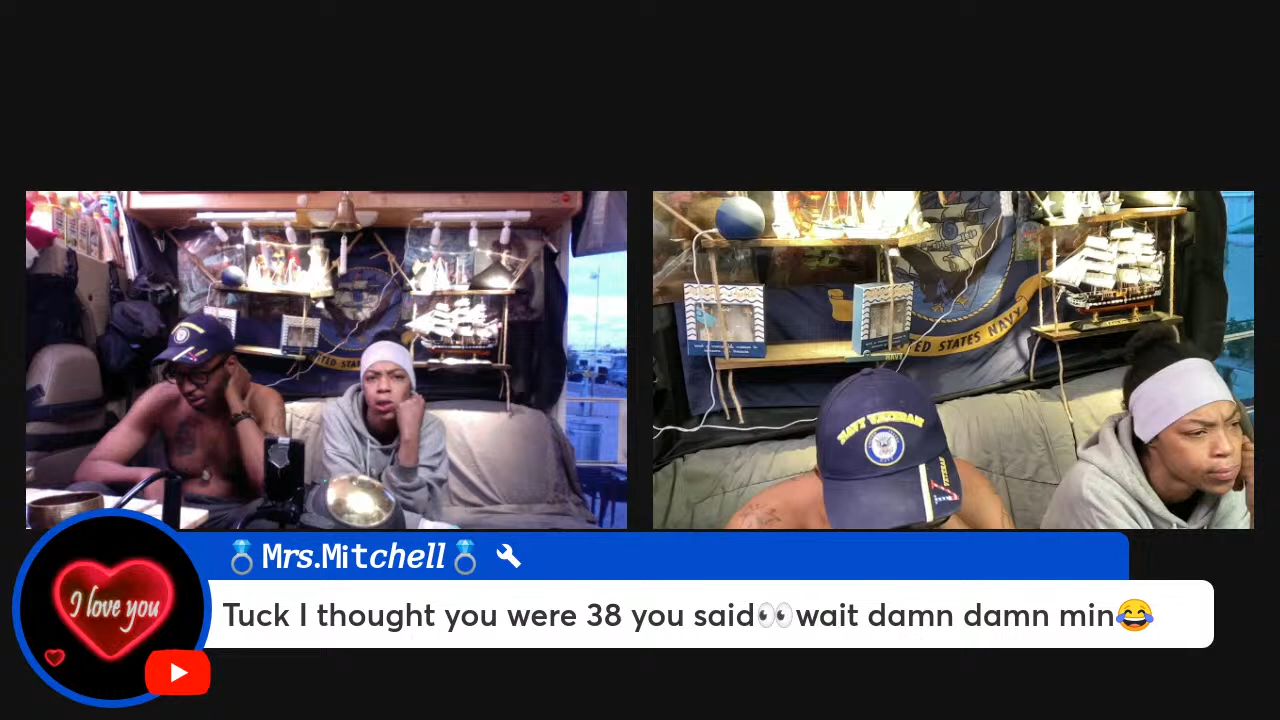 UNITED STATES NAVY
NAVY VETERAN
VETERAN
💍Mrs.Mitchell💍
Tuck I thought you were 38 you said👀wait damn damn min😂
I love you